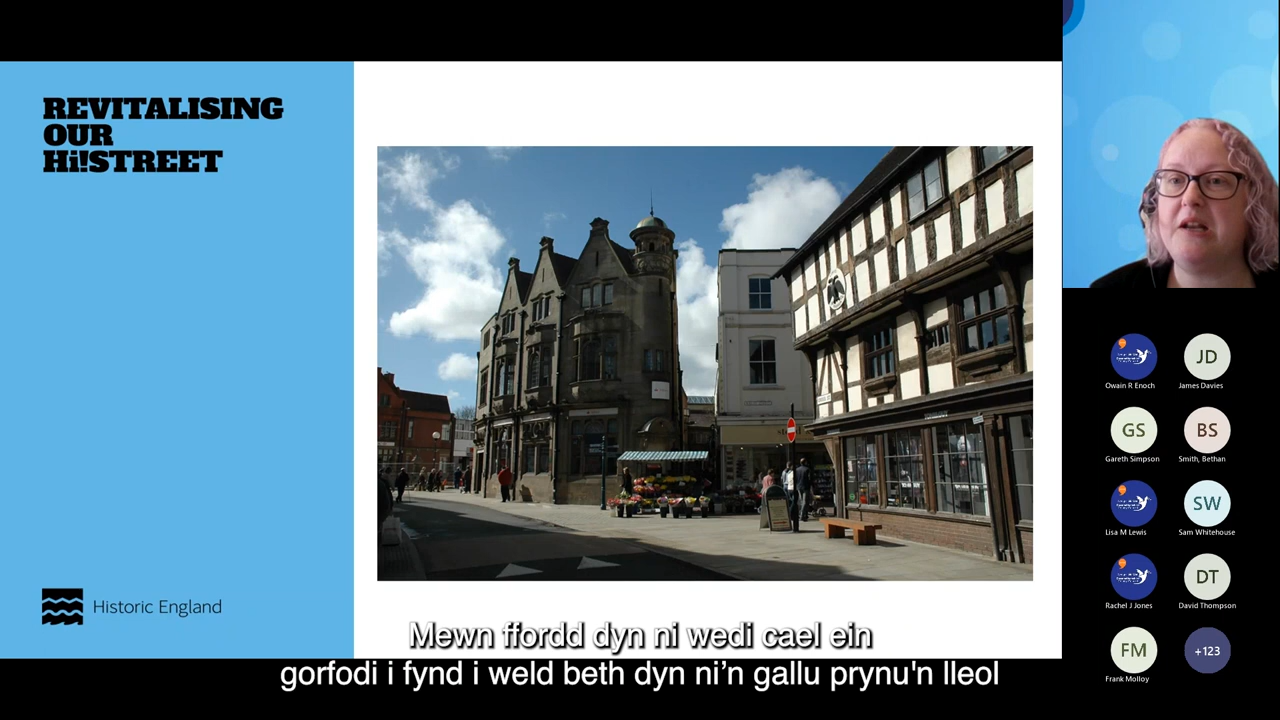 REVITALISING
OUR
Hi!STREET
Historic England
Mewn ffordd dyn ni wedi cael ein
gorfodi i fynd i weld beth dyn ni’n gallu prynu'n lleol
Owain R Enoch
JD
James Davies
GS
Gareth Simpson
BS
Smith, Bethan
Lisa M Lewis
SW
Sam Whitehouse
Rachel J Jones
DT
David Thompson
FM
Frank Molloy
+123